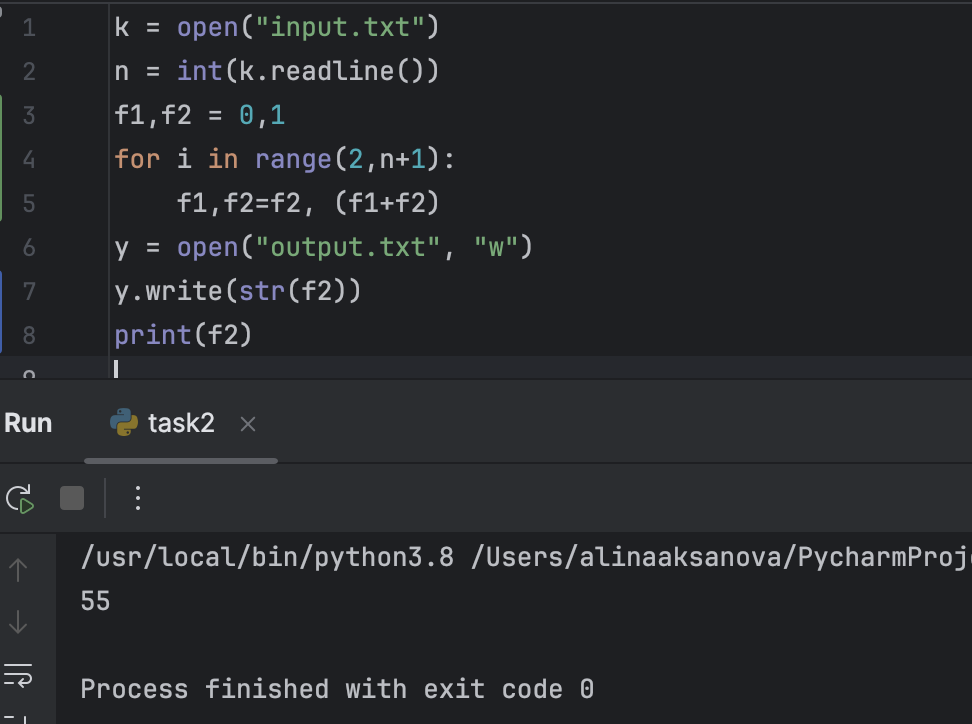 1 k = open("input.txt")
2 n = int(k.readline())
3 f1,f2 = 0,1
4 for i in range(2,n+1):
5     f1,f2=f2, (f1+f2)
6 y = open("output.txt", "w")
7 y.write(str(f2))
8 print(f2)
Run task2
/usr/local/bin/python3.8 /Users/alinaaksanova/PycharmProj
55
Process finished with exit code 0